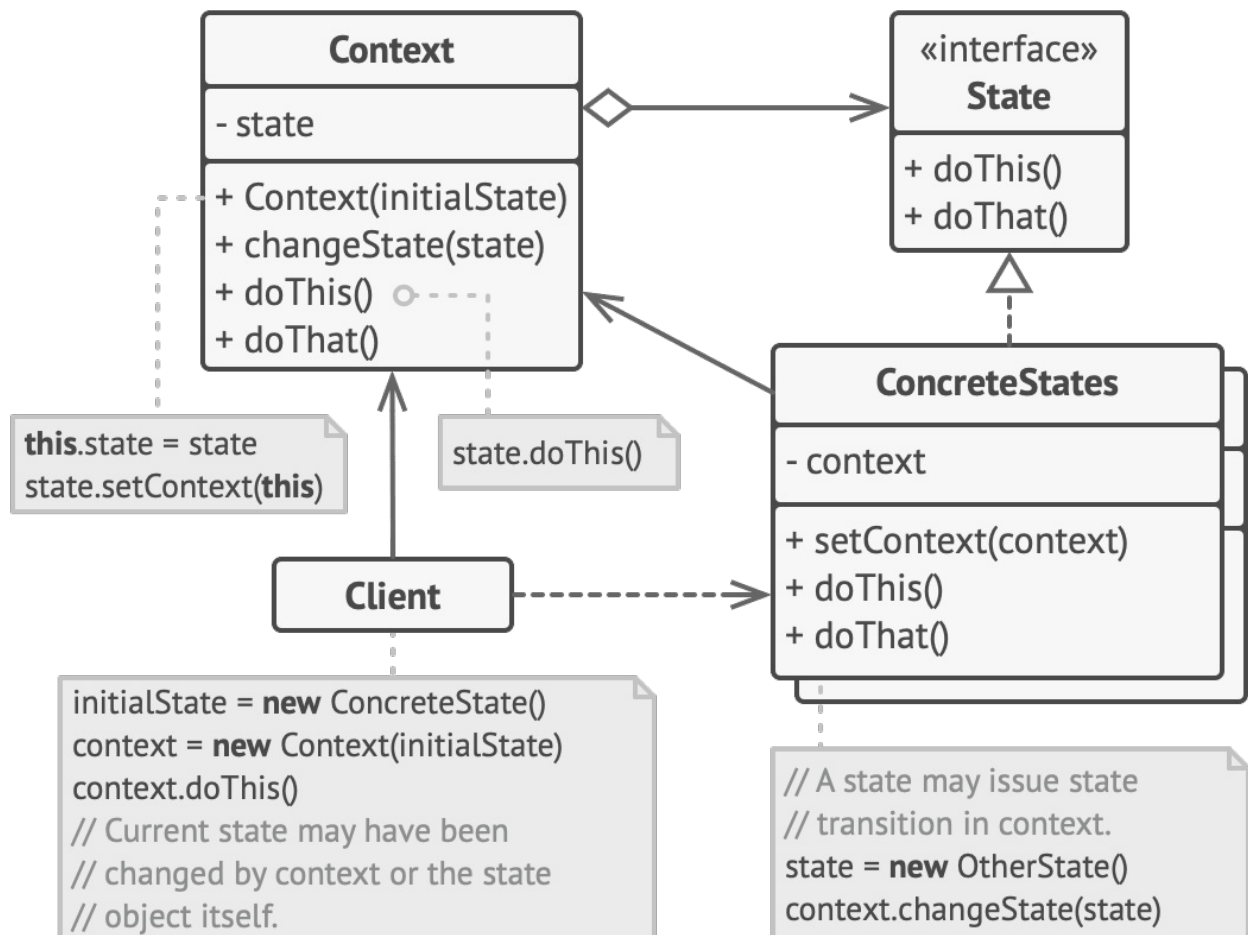 Context
- state
+ Context(initialState)
+ changeState(state)
+ doThis()
+ doThat()
«interface»
State
+ doThis()
+ doThat()
this.state = state
state.setContext(this)
state.doThis()
ConcreteStates
- context
+ setContext(context)
+ doThis()
+ doThat()
Client
initialState = new ConcreteState()
context = new Context(initialState)
context.doThis()
// Current state may have been
// changed by context or the state
// object itself.
// A state may issue state
// transition in context.
state = new OtherState()
context.changeState(state)